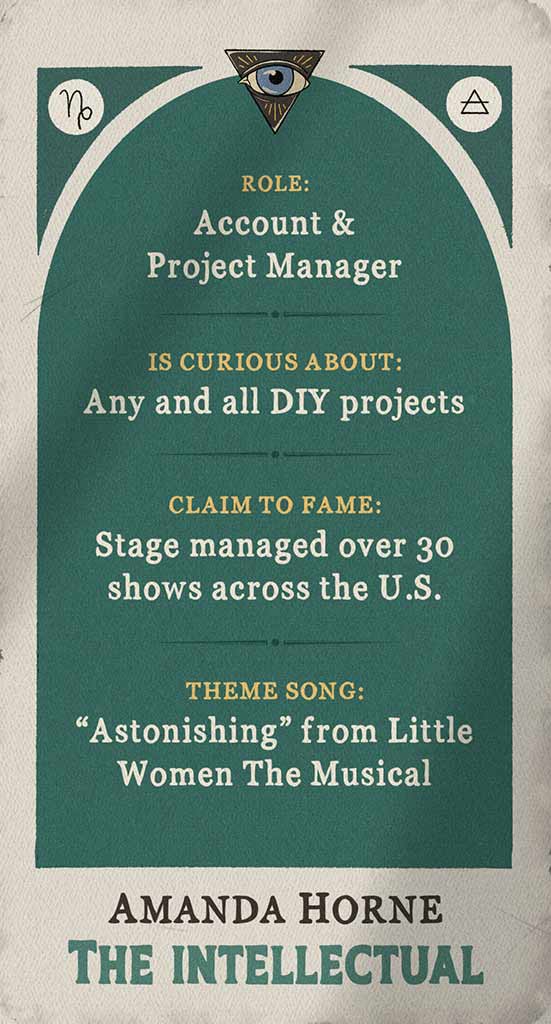 ROLE:
Account &
Project Manager
IS CURIOUS ABOUT:
Any and all DIY projects
CLAIM TO FAME:
Stage managed over 30
shows across the U.S.
THEME SONG:
“Astonishing” from Little
Women The Musical
AMANDA HORNE
THE INTELLECTUAL